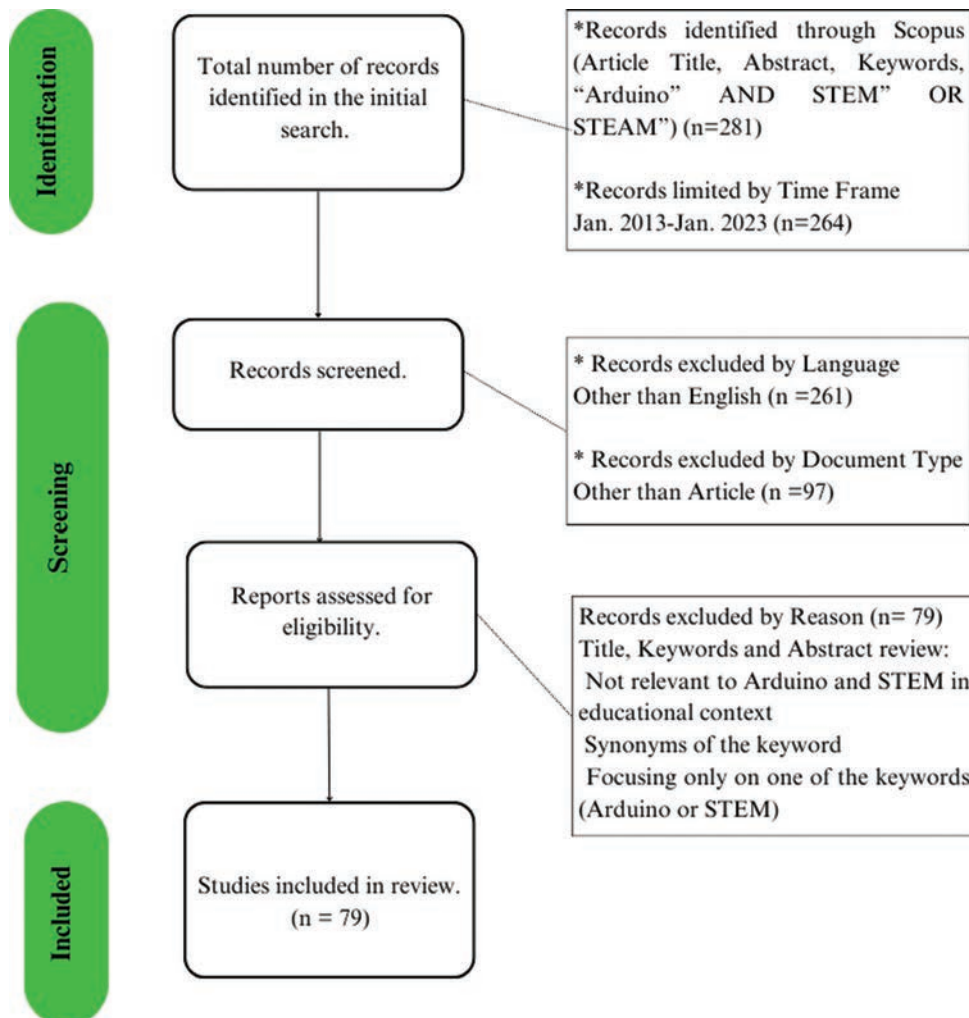 Identification
Total number of records
identified in the initial
search.
*Records identified through Scopus
(Article Title, Abstract, Keywords,
“Arduino” AND STEM” OR
STEAM”) (n=281)
*Records limited by Time Frame
Jan. 2013-Jan. 2023 (n=264)
Screening
Records screened.
* Records excluded by Language
Other than English (n =261)
* Records excluded by Document Type
Other than Article (n =97)
Reports assessed for
eligibility.
Records excluded by Reason (n= 79)
Title, Keywords and Abstract review:
Not relevant to Arduino and STEM in
educational context
Synonyms of the keyword
Focusing only on one of the keywords
(Arduino or STEM)
Included
Studies included in review.
(n = 79)